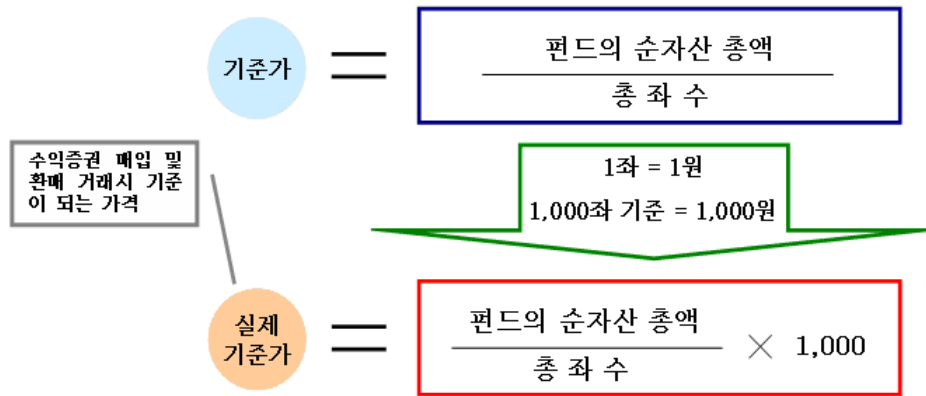 기준가
=
펀드의 순자산 총액
총 좌 수
수익증권 매입 및
환매 거래시 기준
이 되는 가격
1좌 = 1원
1,000좌 기준 = 1,000원
실제
기준가
=
펀드의 순자산 총액
총 좌 수
× 1,000